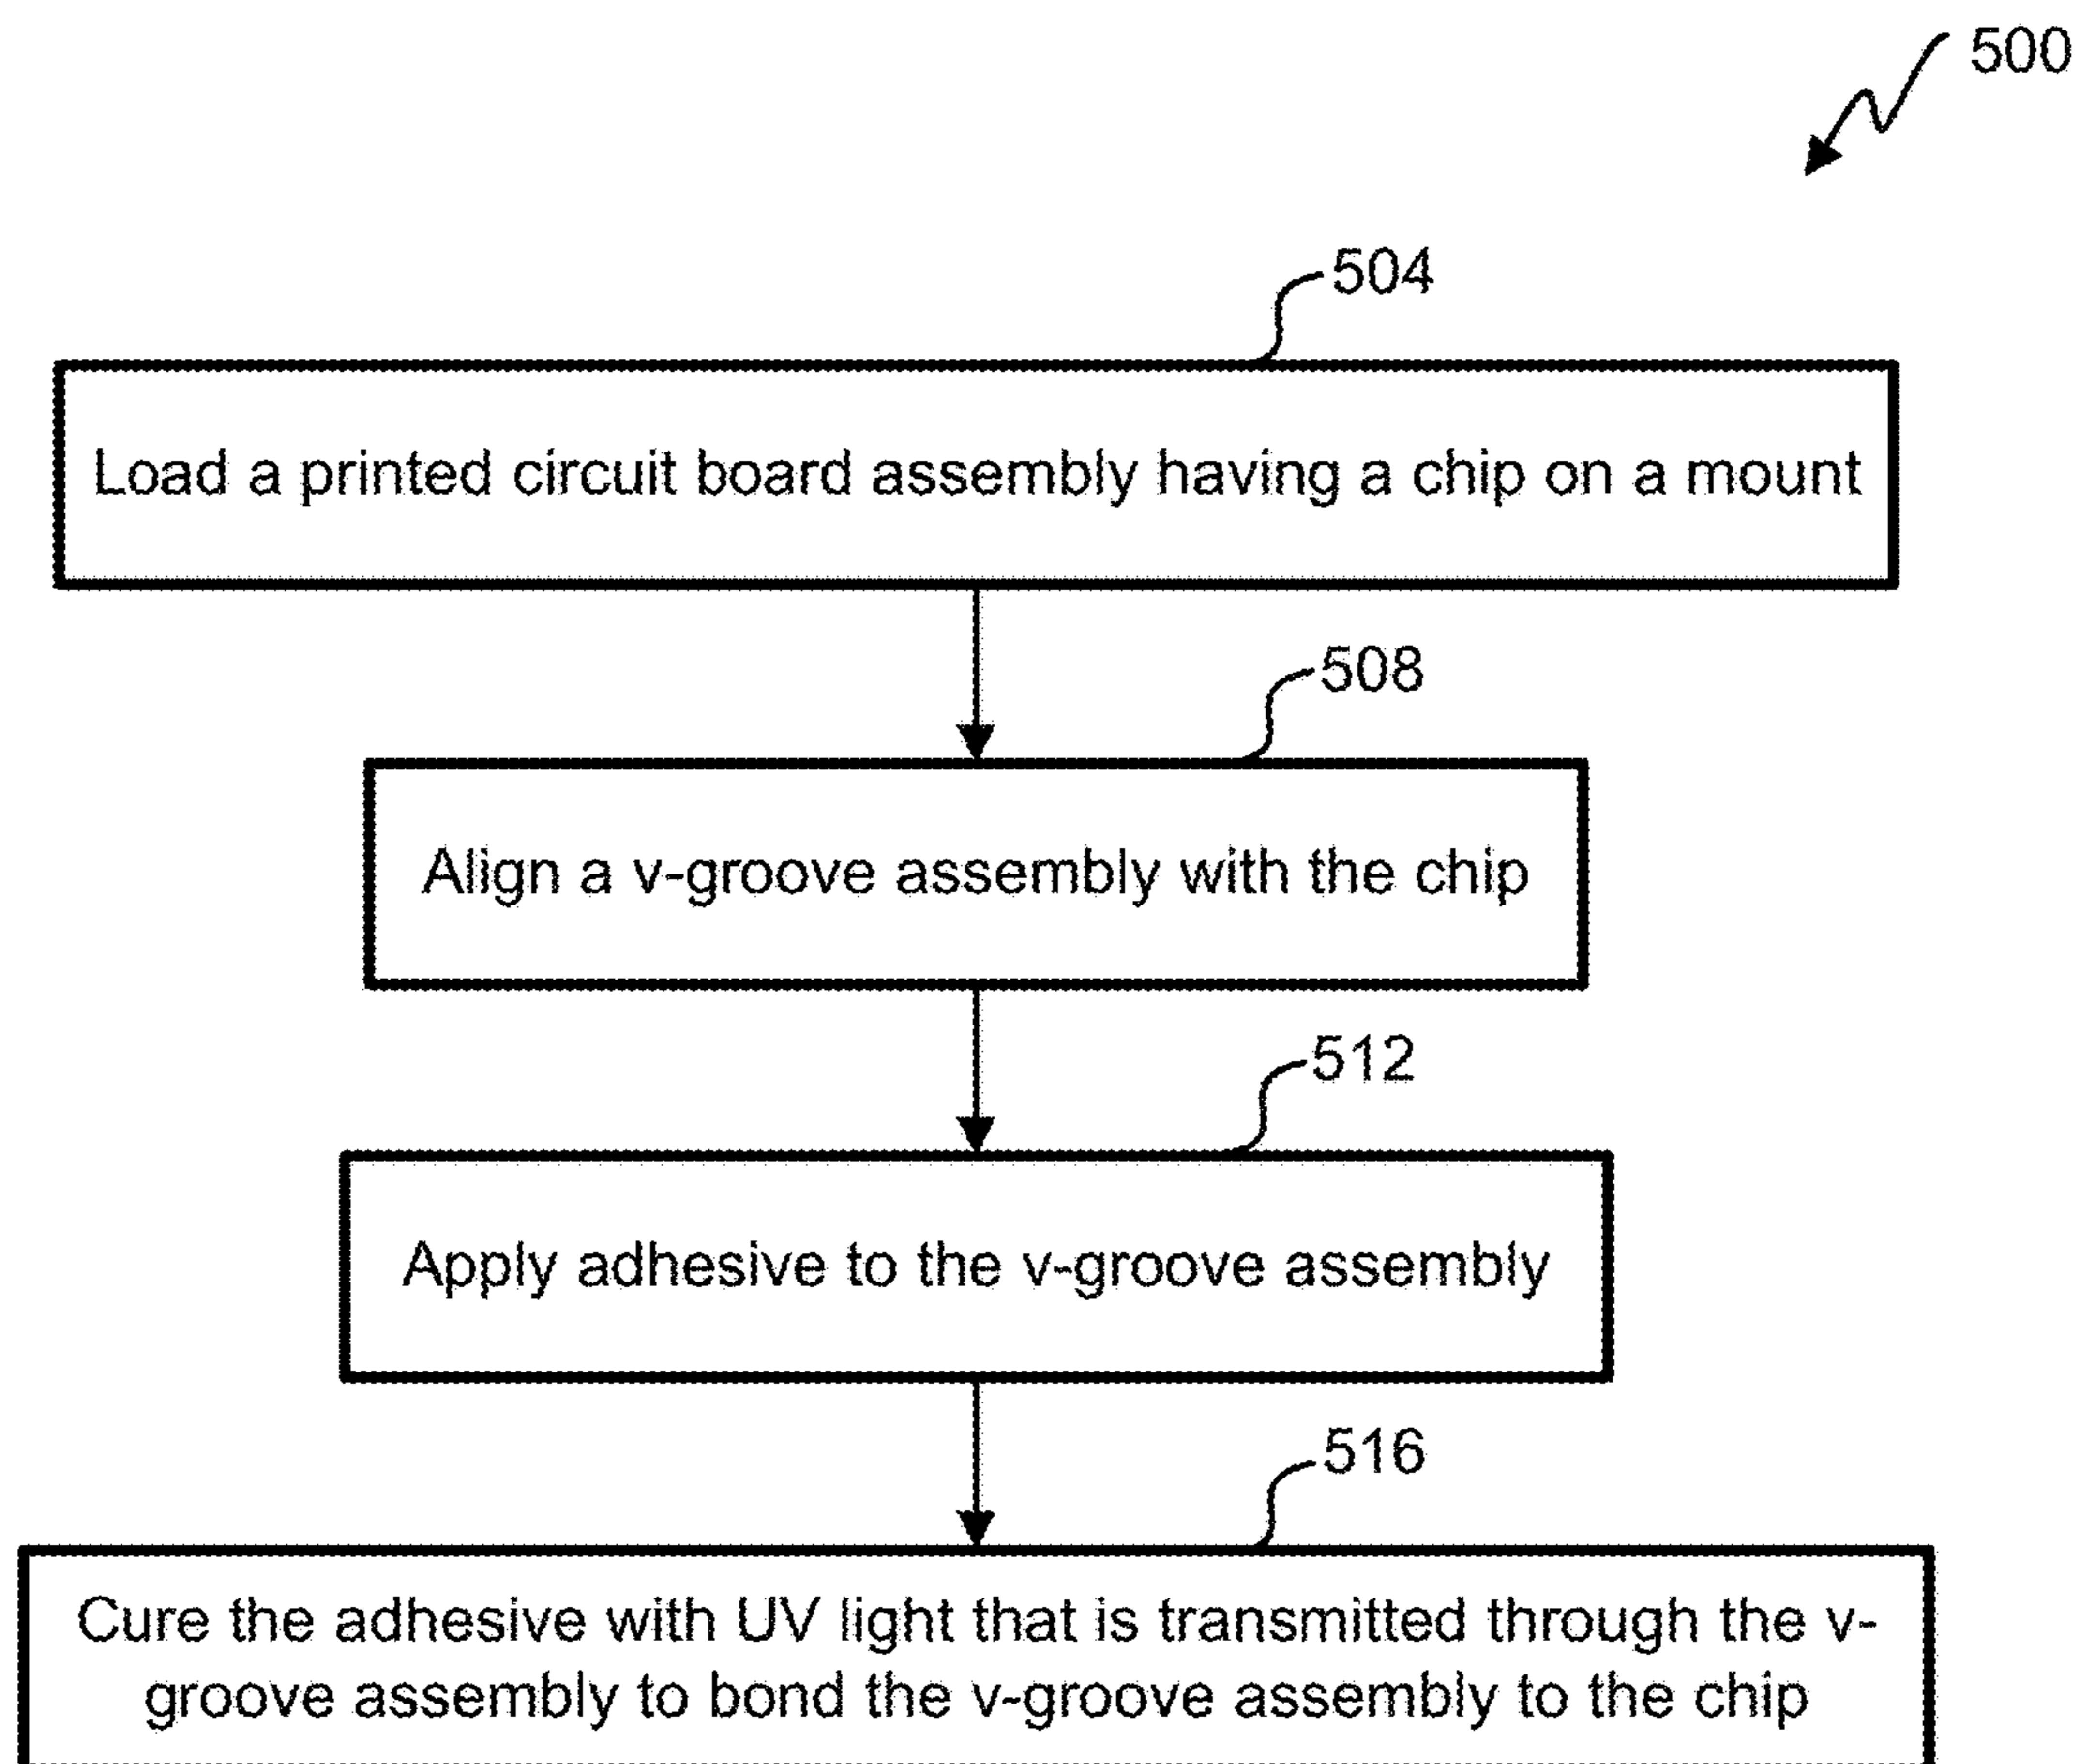 500
504
Load a printed circuit board assembly having a chip on a mount
508
Align a v-groove assembly with the chip
512
Apply adhesive to the v-groove assembly
516
Cure the adhesive with UV light that is transmitted through the v-
groove assembly to bond the v-groove assembly to the chip